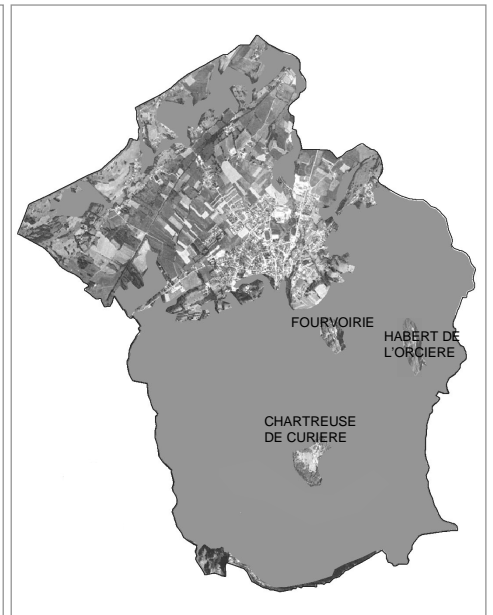 FOURVOIRIE
HABERT DE
L'ORCIERE
CHARTREUSE
DE CURIERE